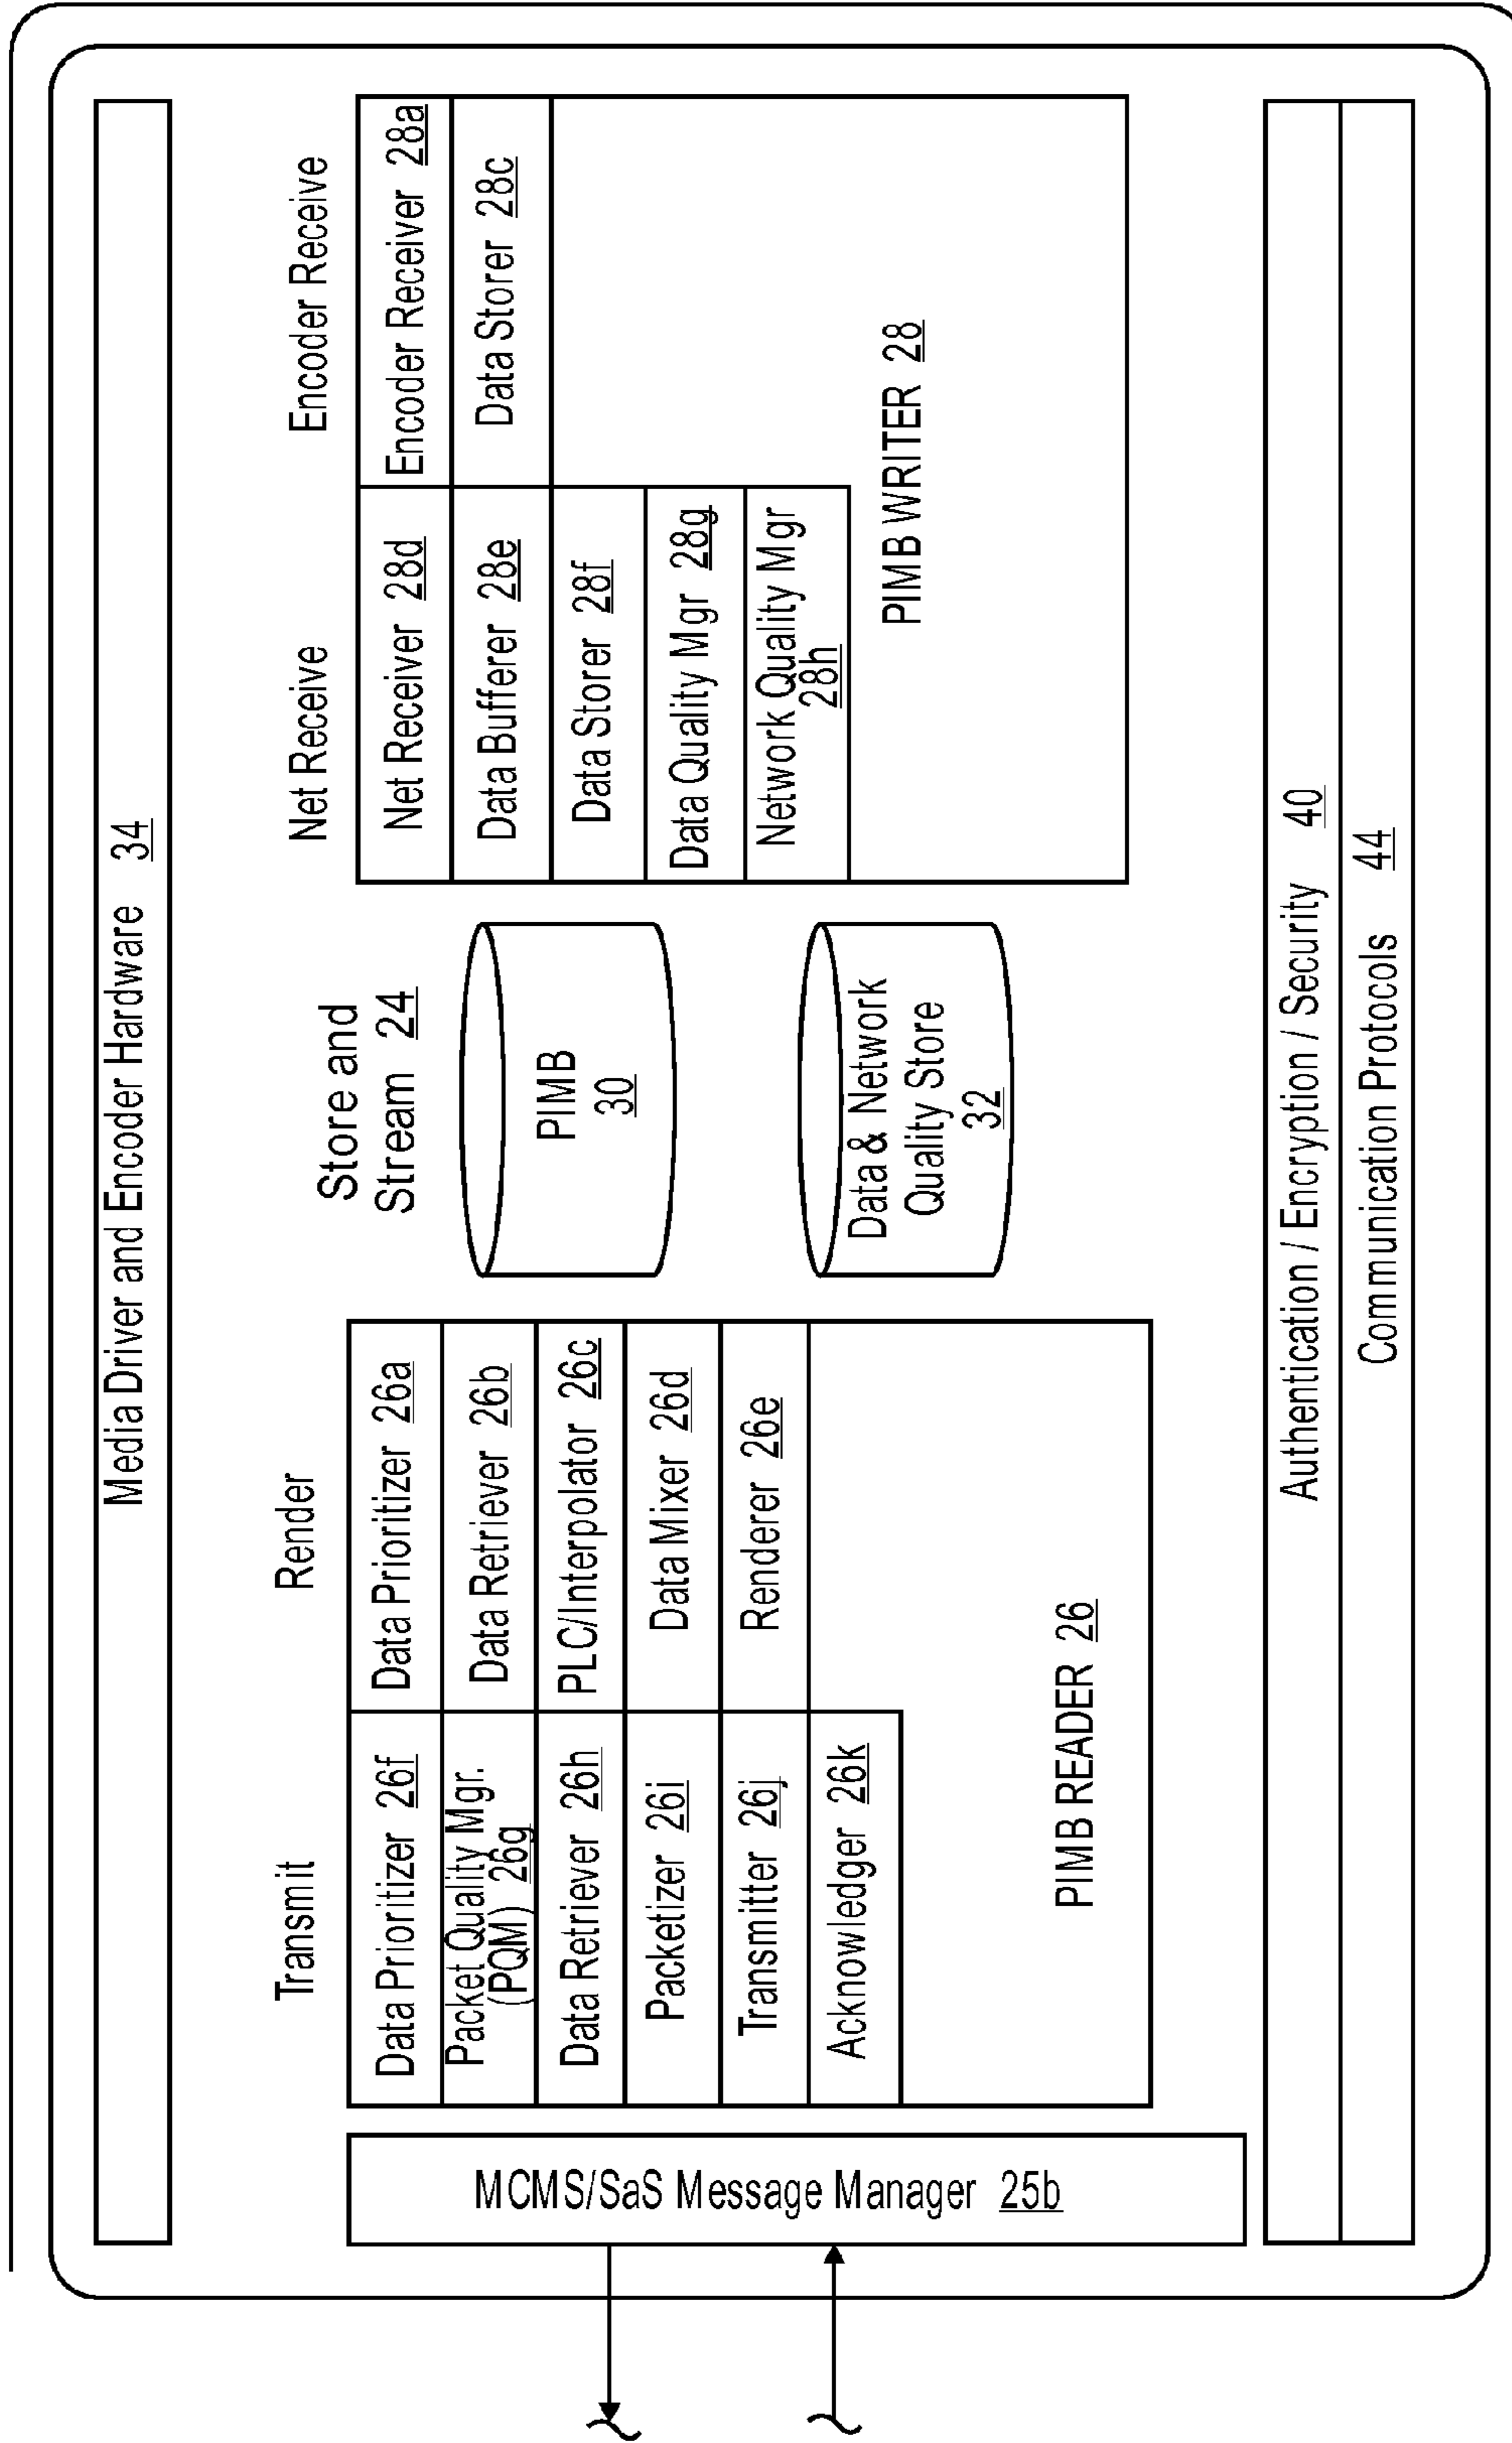 Media Driver and Encoder Hardware 34
Store and
Stream 24
Transmit
Render
Net Receive
Encoder Receive
MCMS/SaS Message Manager 25b
Data Prioritizer 26f
Packet Quality Mgr.
(PQM) 26g
Data Retriever 26h
Packetizer 26i
Transmitter 26j
Acknowledger 26k
Data Prioritizer 26a
Data Retriever 26b
PLC/Interpolator 26c
Data Mixer 26d
Renderer 26e
PIMB READER 26
PIMB
30
Data & Network
Quality Store
32
Net Receiver 28d
Data Bufferer 28e
Data Storer 28f
Data Quality Mgr 28g
Network Quality Mgr
28h
Encoder Receiver 28a
Data Storer 28c
PIMB WRITER 28
Authentication / Encryption / Security 40
Communication Protocols 44